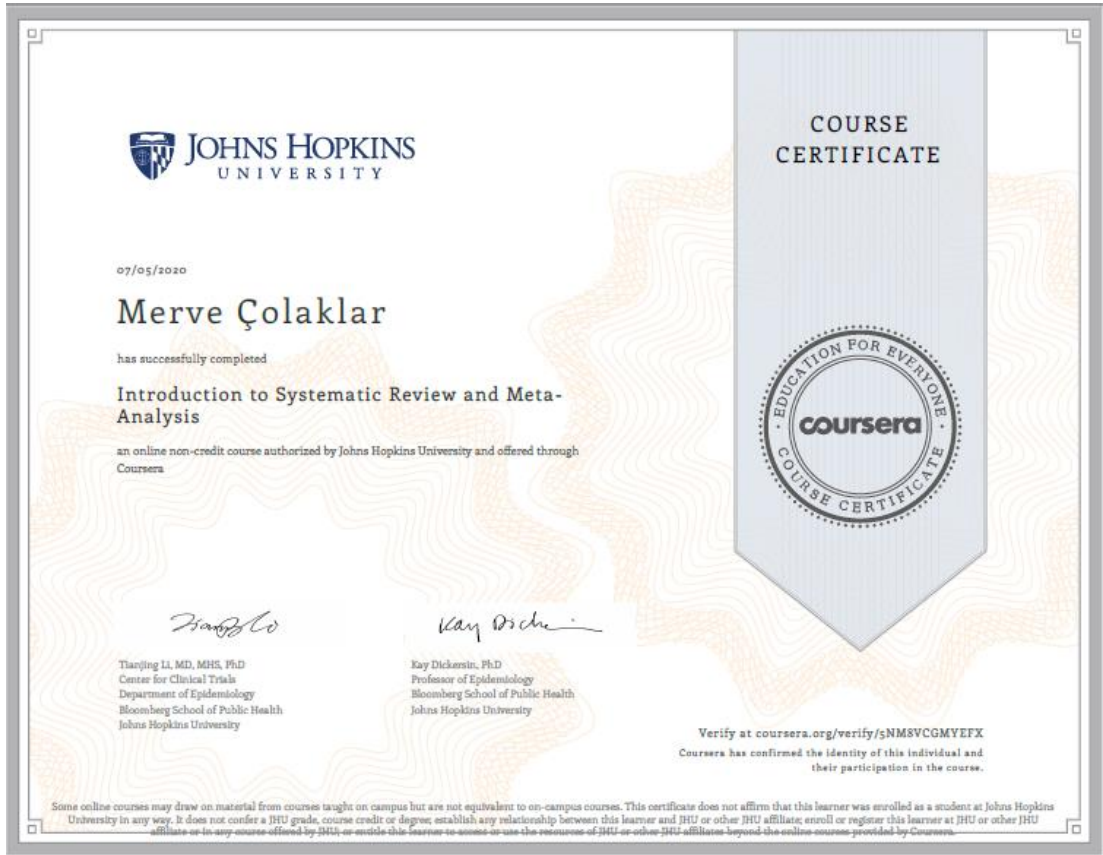 JOHNS HOPKINS
UNIVERSITY
COURSE
CERTIFICATE
07/05/2020
Merve Çolaklar
has successfully completed
Introduction to Systematic Review and Meta-
Analysis
an online non-credit course authorized by Johns Hopkins University and offered through
Coursera
EDUCATION FOR EVERYONE
coursera
COURSE CERTIFICATE
Tianjing Li, MD, MHS, PhD
Center for Clinical Trials
Department of Epidemiology
Bloomberg School of Public Health
Johns Hopkins University
Kay Dickersin, PhD
Professor of Epidemiology
Bloomberg School of Public Health
Johns Hopkins University
Verify at coursera.org/verify/5NM8VCGMYEFX
Coursera has confirmed the identity of this individual and
their participation in the course.
Some online courses may draw on material from courses taught on campus but are not equivalent to on-campus courses. This certificate does not affirm that this learner was enrolled as a student at Johns Hopkins
University in any way. It does not confer a JHU grade, course credit or degree; establish any relationship between this learner and JHU or other JHU affiliate; enroll or register this learner at JHU or other JHU
affiliate or in any course offered by JHU; or entitle this learner to access or use the resources of JHU or other JHU affiliates beyond the online courses provided by Coursera.